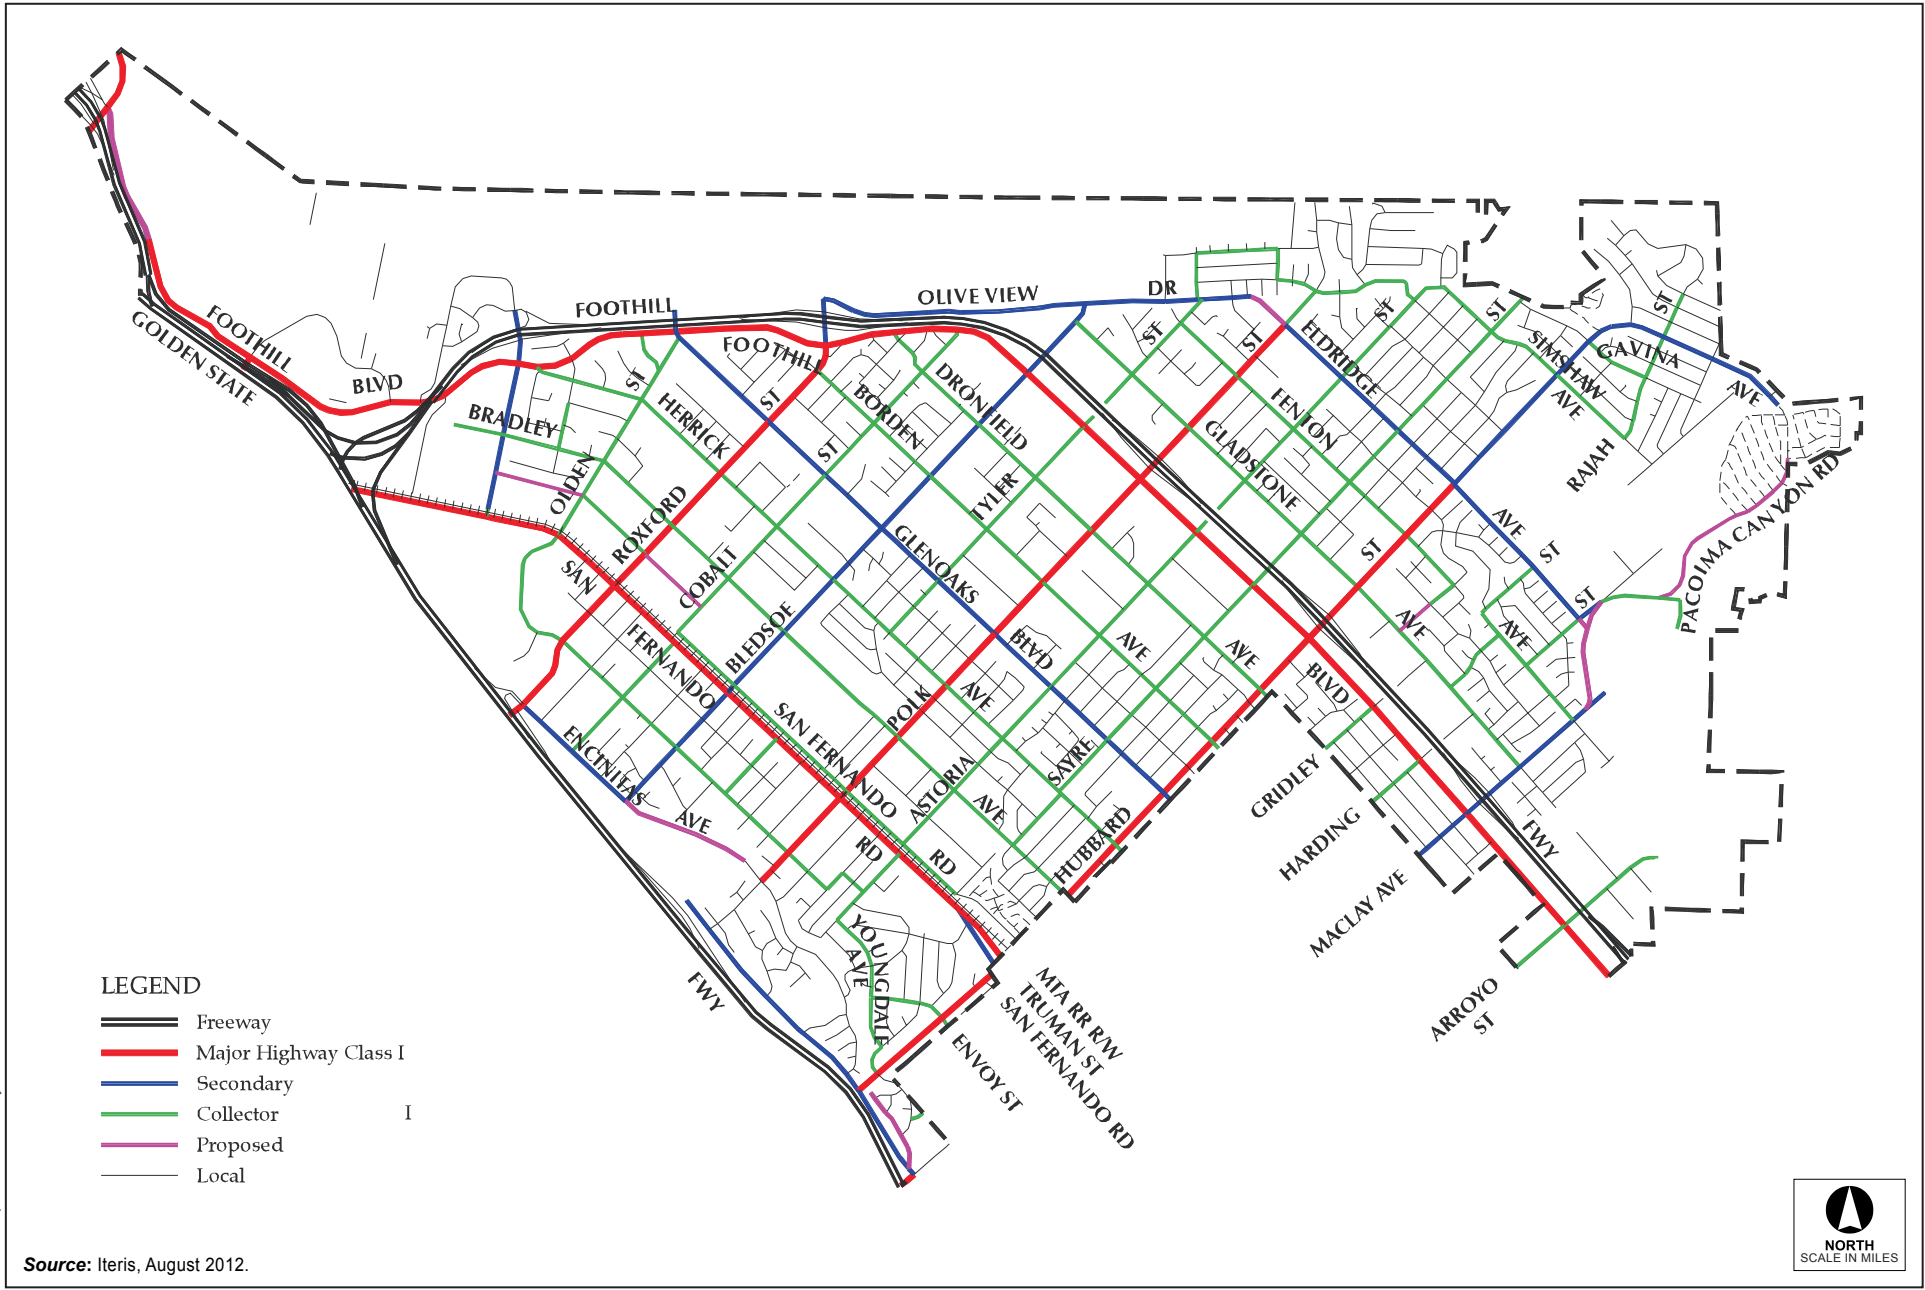 FOOTHILL
OLIVE VIEW
DR
FOOTHILL
BLVD
GOLDEN STATE
FOOTHILL
ST
ST
ST
ST
ST
ELDRIDGE
SIMSHAW
AVE
GAVINA
AVE
RAJAH
ST
PACOIMA CANYON RD
BRADLEY
OLDEN
ST
HERRICK
ST
BORDEN
DRONFIELD
FENTON
GLADSTONE
ROXFORD
COBALT
ST
TYLER
GLENOAKS
BLVD
AVE
AVE
ST
AVE
ST
AVE
AVE
ST
SAN
FERNANDO
BLEDSOE
SAN FERNANDO
RD
RD
POLK
AVE
ASTORIA
AVE
SAYRE
HUBBARD
BLVD
ENCINITAS
AVE
GRIDLEY
HARDING
MACLAY AVE
FWY
ARROYO
ST
YOUNGDALE
AVE
FWY
ENVOY ST
MTA RR R/W
TRUMAN ST
SAN FERNANDO RD
LEGEND
Freeway
Major Highway Class I
Secondary
Collector
I
Proposed
Local
NORTH
SCALE IN MILES
Source: Iteris, August 2012.